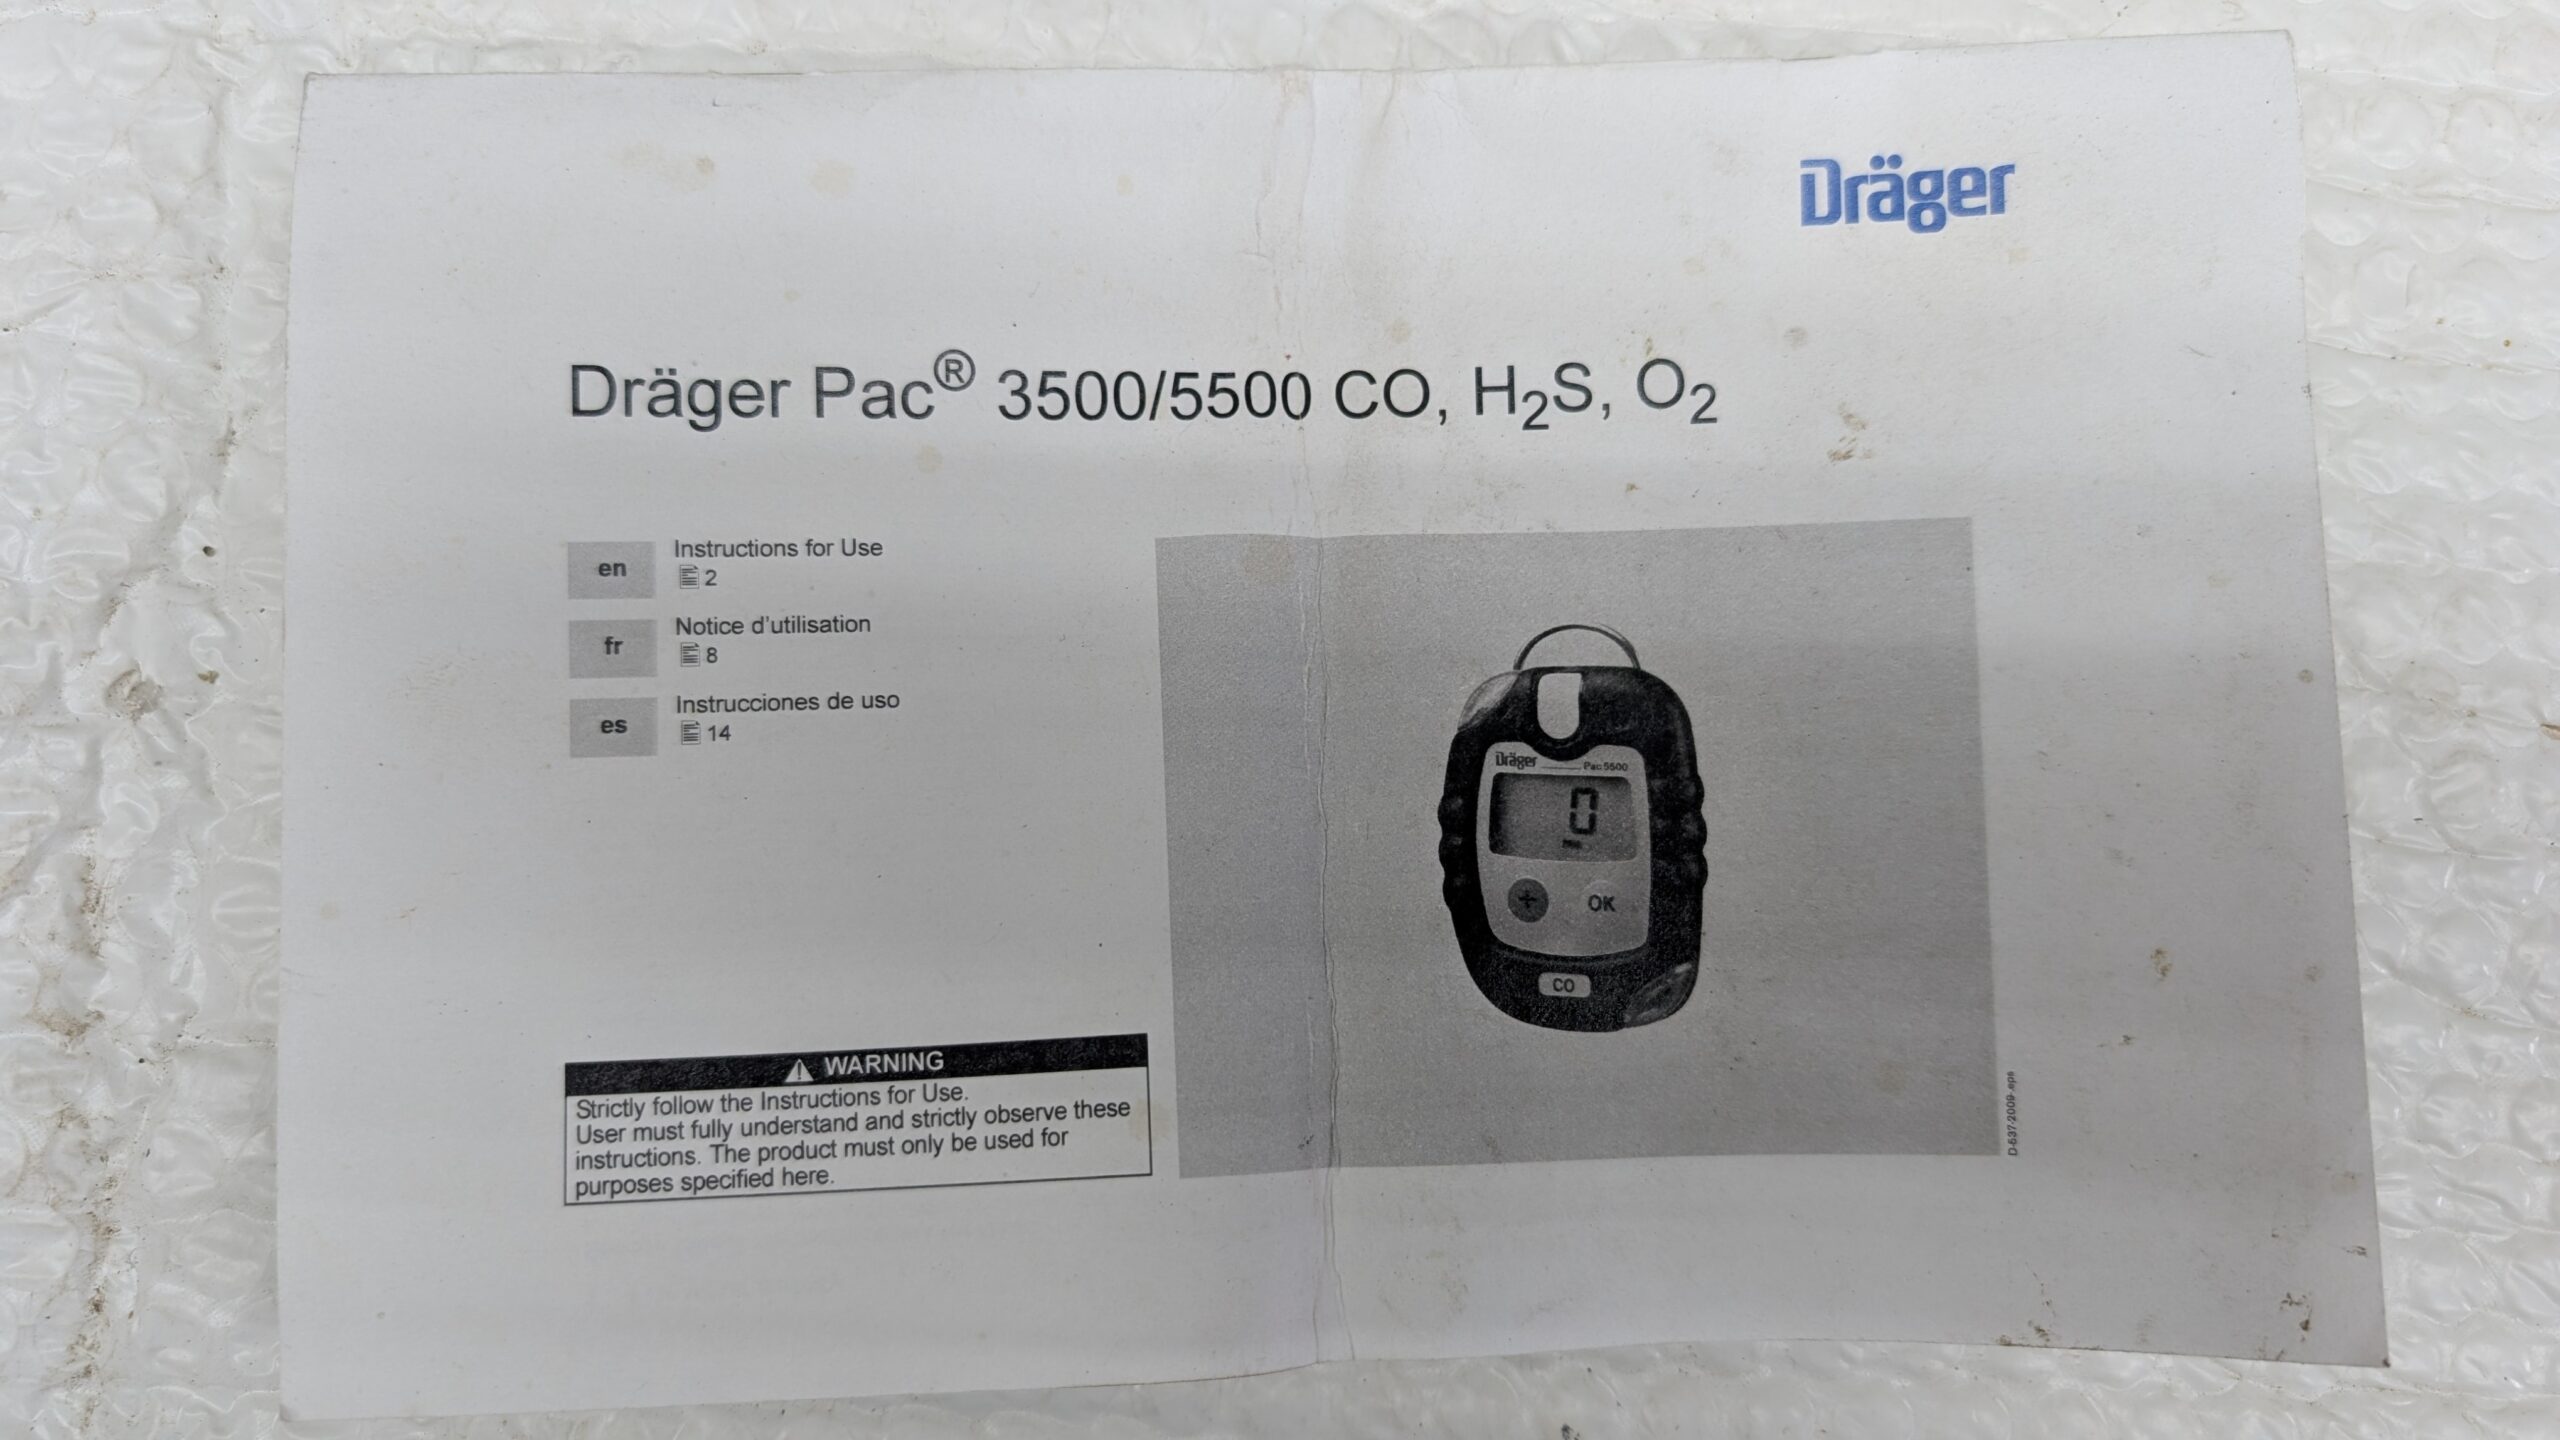 Dräger
Dräger Pac® 3500/5500 CO, H₂S, O₂
en
Instructions for Use
2
fr
Notice d'utilisation
8
es
Instrucciones de uso
14
WARNING
Strictly follow the Instructions for Use.
User must fully understand and strictly observe these
instructions. The product must only be used for
purposes specified here.
Dräger
Pac 5500
0
+
OK
CO
D-537-2009.eps